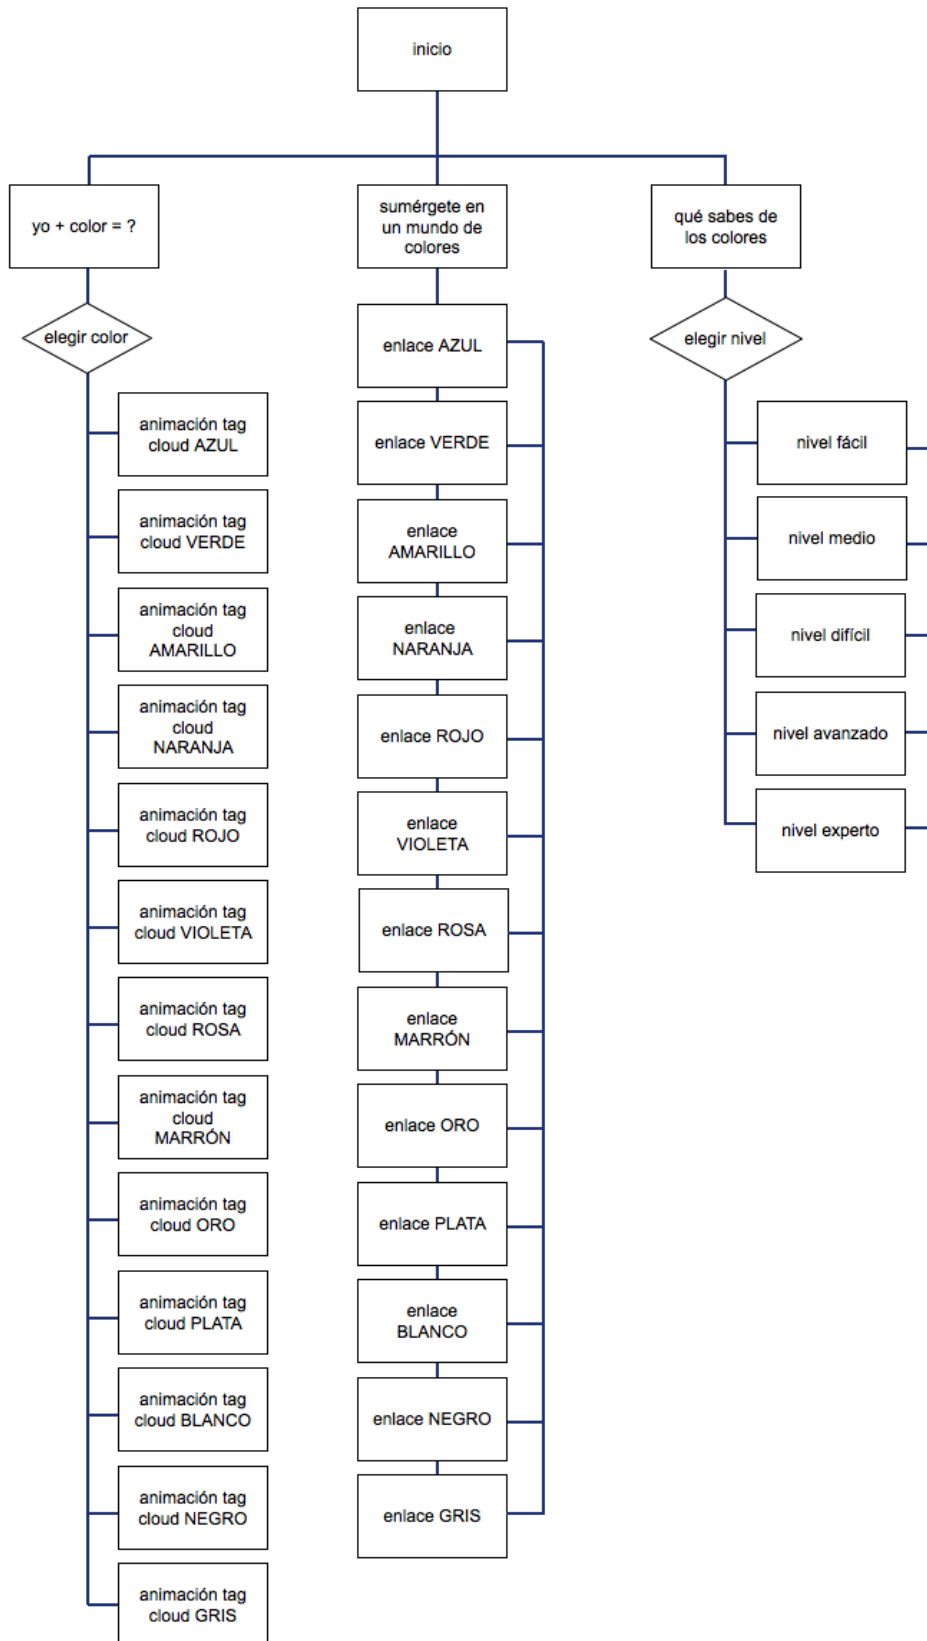 inicio
yo + color = ?
elegir color
animación tag
cloud AZUL
animación tag
cloud VERDE
animación tag
cloud
AMARILLO
animación tag
cloud
NARANJA
animación tag
cloud ROJO
animación tag
cloud VIOLETA
animación tag
cloud ROSA
animación tag
cloud
MARRÓN
animación tag
cloud ORO
animación tag
cloud PLATA
animación tag
cloud BLANCO
animación tag
cloud NEGRO
animación tag
cloud GRIS
sumérgete en
un mundo de
colores
enlace AZUL
enlace VERDE
enlace
AMARILLO
enlace
NARANJA
enlace ROJO
enlace
VIOLETA
enlace ROSA
enlace
MARRÓN
enlace ORO
enlace PLATA
enlace
BLANCO
enlace NEGRO
enlace GRIS
qué sabes de
los colores
elegir nivel
nivel fácil
nivel medio
nivel difícil
nivel avanzado
nivel experto